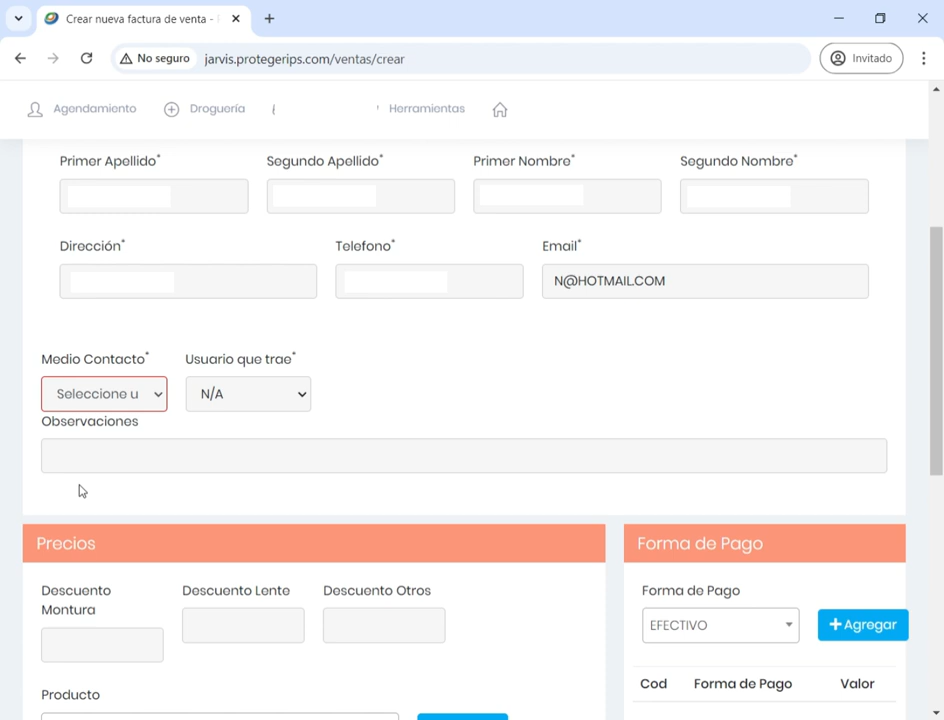 Crear nueva factura de venta -
No seguro jarvis.protegerips.com/ventas/crear Invitado
Agendamiento Droguería Herramientas
Primer Apellido* Segundo Apellido* Primer Nombre* Segundo Nombre*
Dirección* Telefono* Email*
N@HOTMAIL.COM
Medio Contacto* Usuario que trae*
Seleccione u N/A
Observaciones
Precios Forma de Pago
Descuento Montura Descuento Lente Descuento Otros Forma de Pago
EFECTIVO Agregar
Producto Cod Forma de Pago Valor